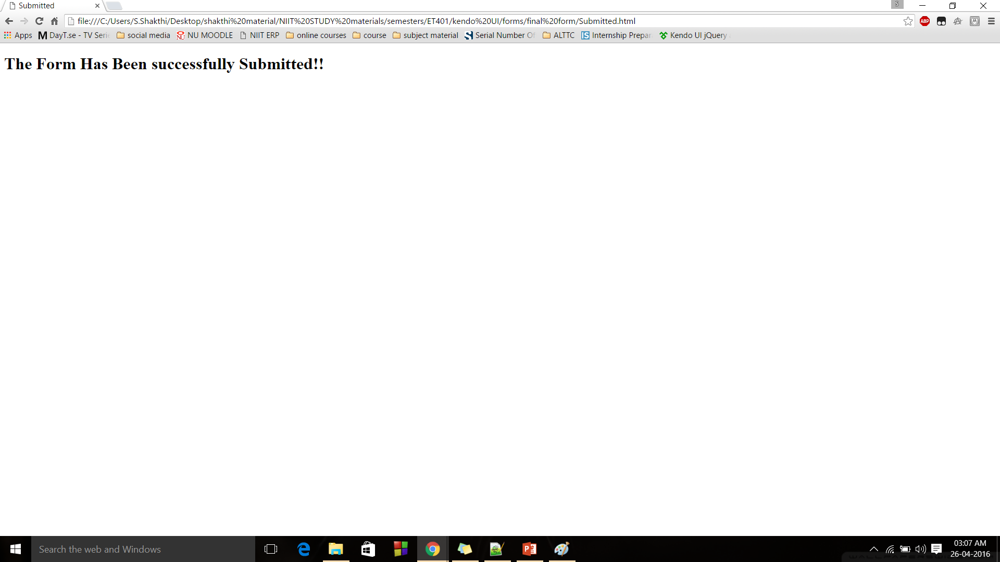 Submitted
S
file:///C:/Users/S.Shakthi/Desktop/shakthi%20material/NIIT%20STUDY%20materials/semesters/ET401/kendo%20UI/forms/final%20form/Submitted.html
ABP
Apps M DayT.se - TV Serie social media NU MOODLE NIIT ERP online courses course subject material Serial Number Of ALTTC IS Internship Prepar Kendo UI jQuery
The Form Has Been successfully Submitted!!
Search the web and Windows
03:07 AM
26-04-2016